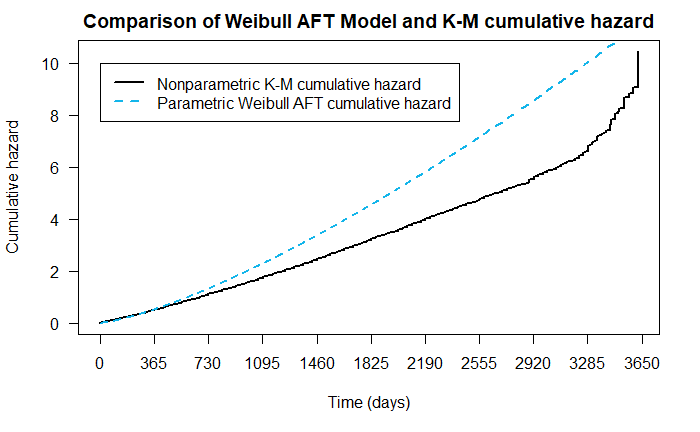 Comparison of Weibull AFT Model and K-M cumulative hazard
Nonparametric K-M cumulative hazard
Parametric Weibull AFT cumulative hazard
Cumulative hazard
10
8
6
4
2
0
0 365 730 1095 1460 1825 2190 2555 2920 3285 3650
Time (days)